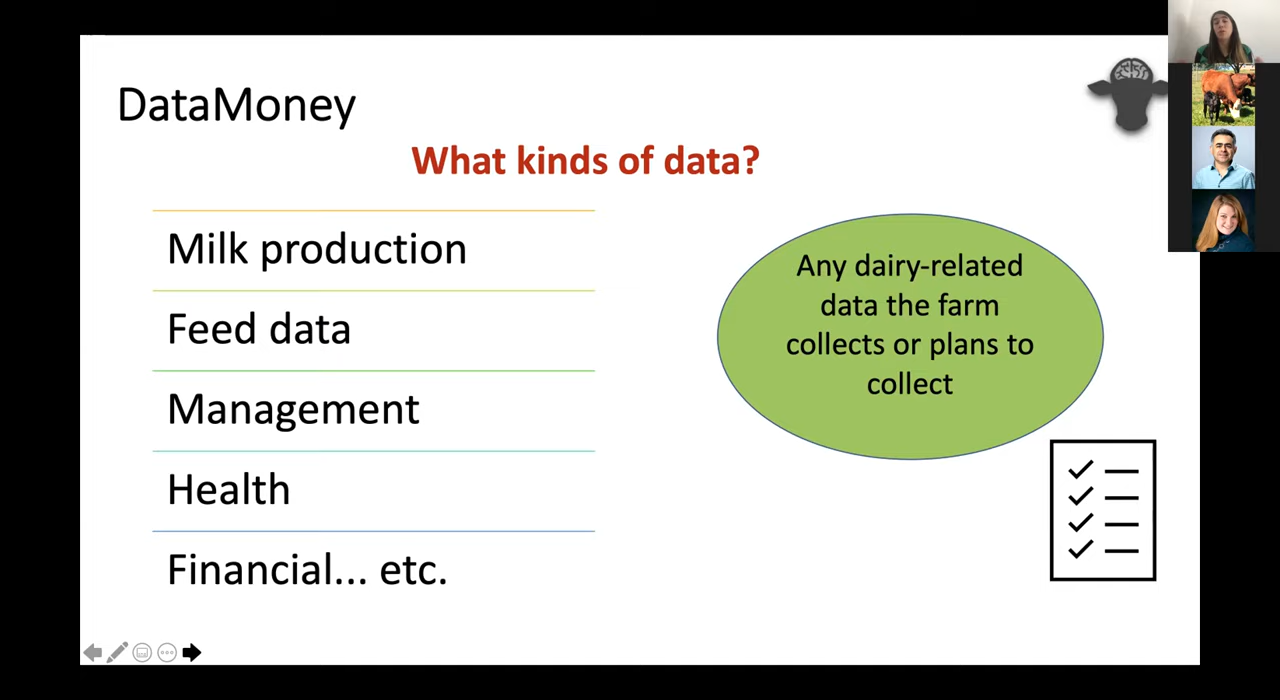 DataMoney
What kinds of data?
Milk production
Feed data
Management
Health
Financial... etc.
Any dairy-related
data the farm
collects or plans to
collect